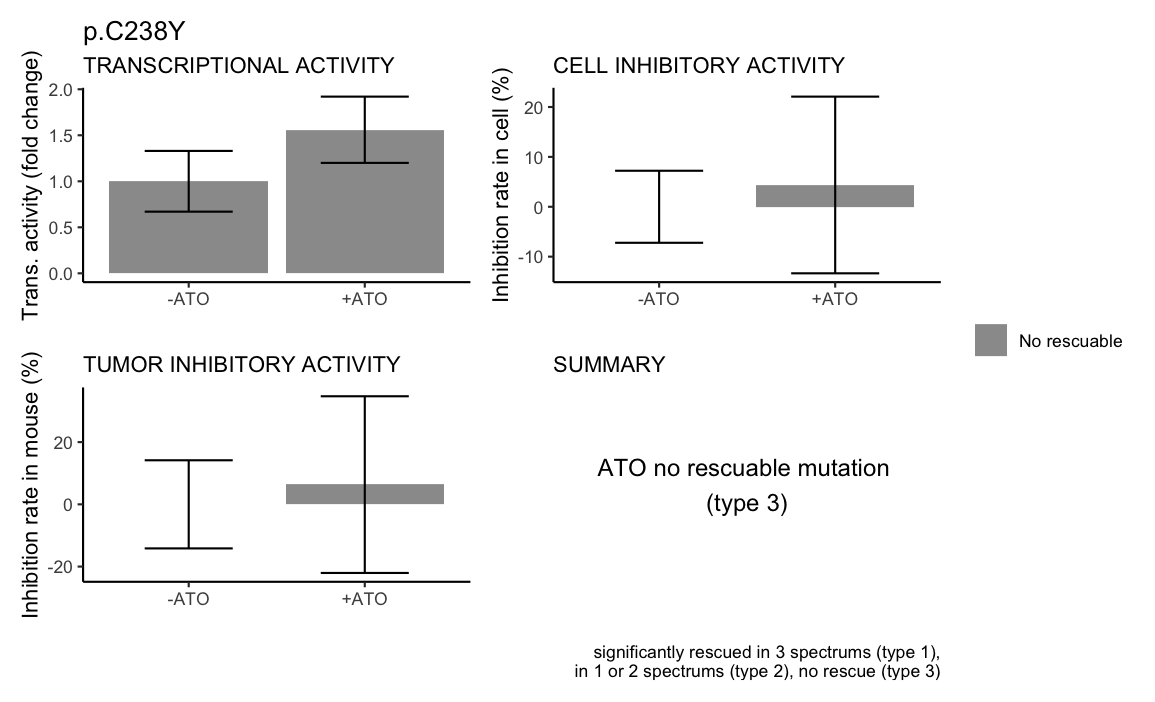 p.C238Y
TRANSCRIPTIONAL ACTIVITY
Trans. activity (fold change)
2.0
1.5
1.0
0.5
0.0
-ATO
+ATO
CELL INHIBITORY ACTIVITY
Inhibition rate in cell (%)
20
10
0
-10
-ATO
+ATO
No rescuable
TUMOR INHIBITORY ACTIVITY
Inhibition rate in mouse (%)
20
0
-20
-ATO
+ATO
SUMMARY
ATO no rescuable mutation
(type 3)
significantly rescued in 3 spectrums (type 1),
in 1 or 2 spectrums (type 2), no rescue (type 3)